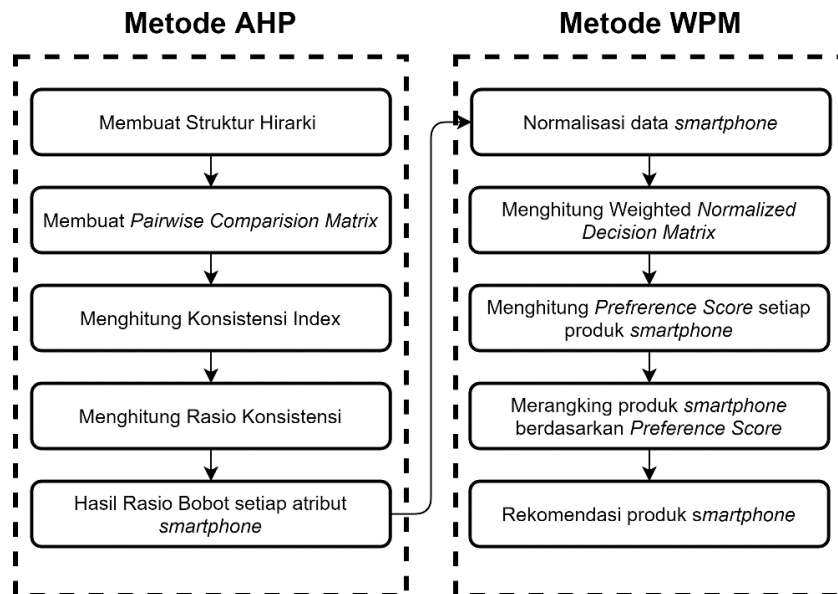 Metode AHP
Membuat Struktur Hirarki
Membuat Pairwise Comparision Matrix
Menghitung Konsistensi Index
Menghitung Rasio Konsistensi
Hasil Rasio Bobot setiap atribut
smartphone
Metode WPM
Normalisasi data smartphone
Menghitung Weighted Normalized
Decision Matrix
Menghitung Prefrerence Score setiap
produk smartphone
Merangking produk smartphone
berdasarkan Preference Score
Rekomendasi produk smartphone